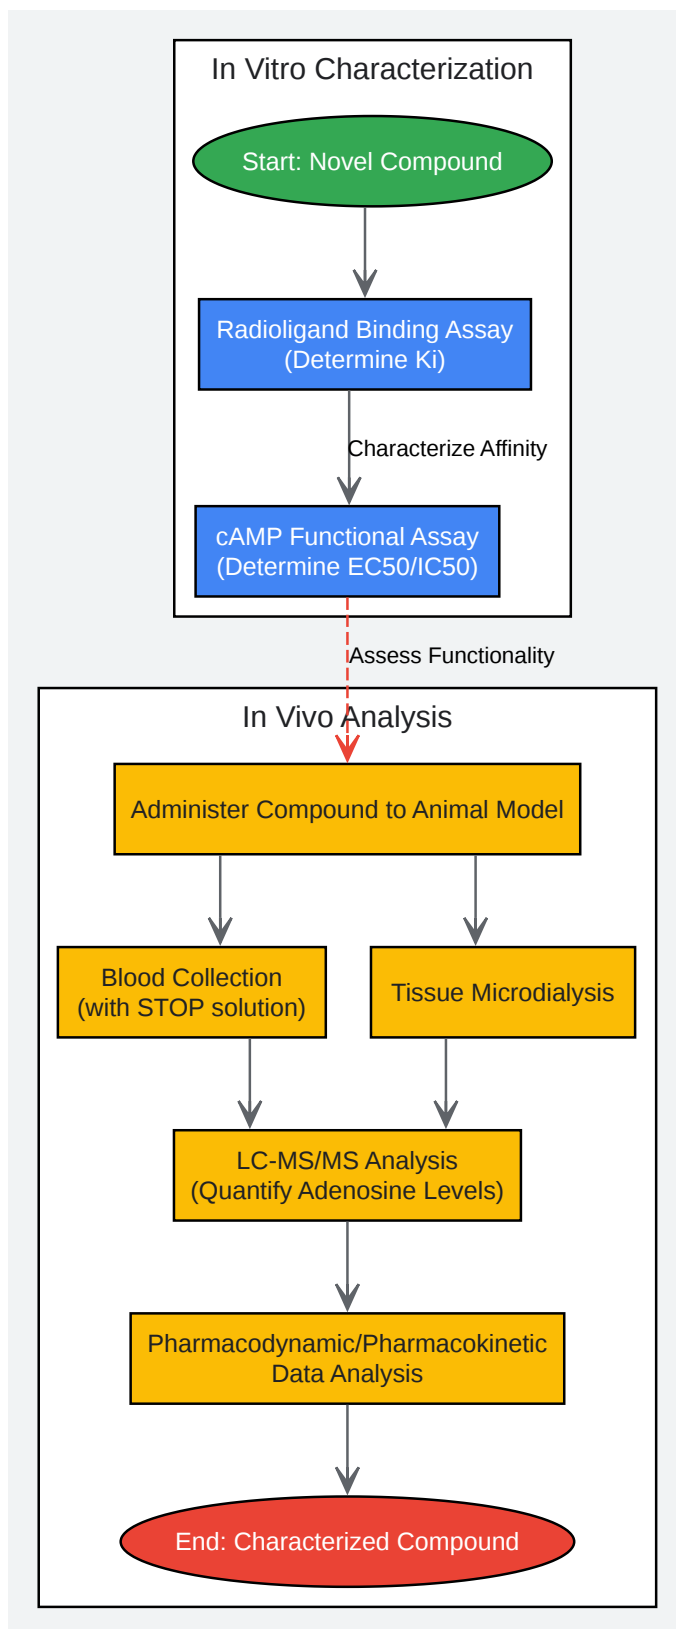 In Vitro Characterization
Start: Novel Compound
Radioligand Binding Assay
(Determine Ki)
Characterize Affinity
cAMP Functional Assay
(Determine EC50/IC50)
Assess Functionality
In Vivo Analysis
Administer Compound to Animal Model
Blood Collection
(with STOP solution)
Tissue Microdialysis
LC-MS/MS Analysis
(Quantify Adenosine Levels)
Pharmacodynamic/Pharmacokinetic
Data Analysis
End: Characterized Compound